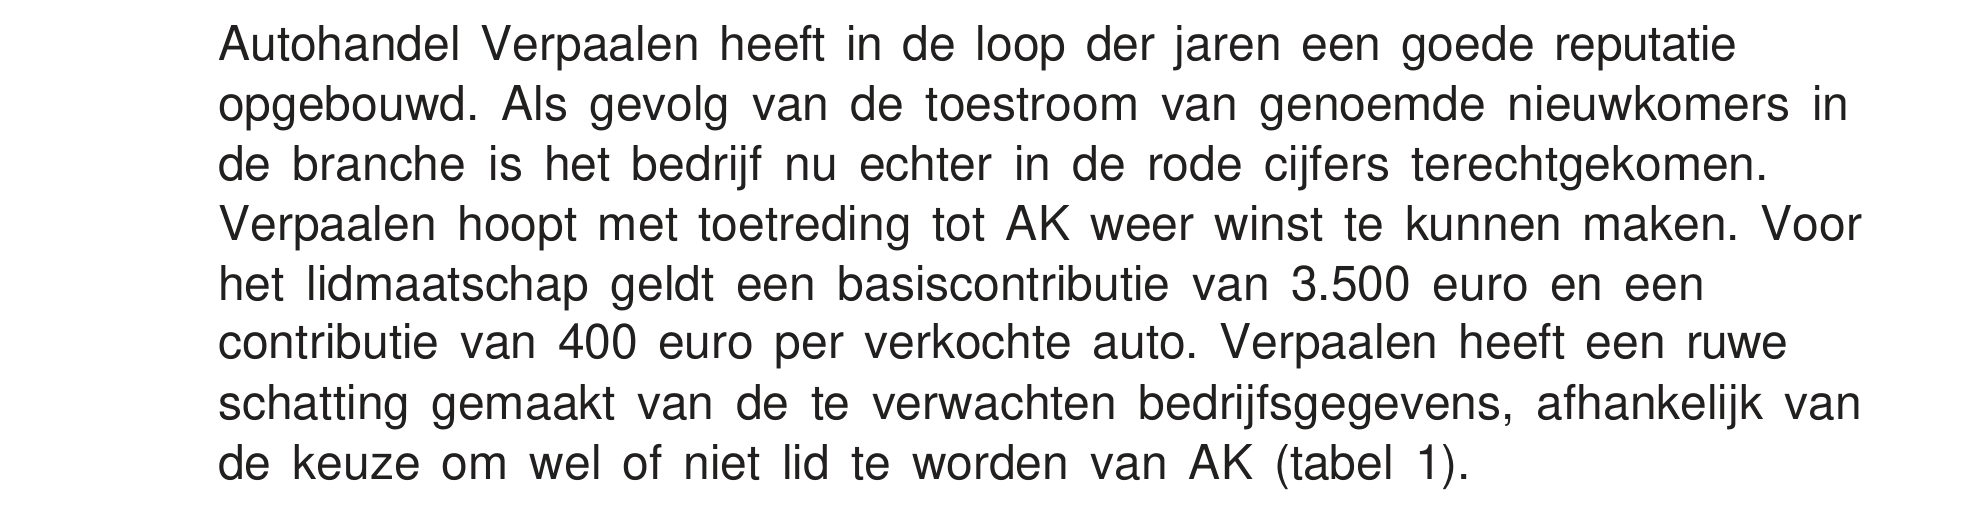 Autohandel Verpaalen heeft in de loop der jaren een goede reputatie
opgebouwd. Als gevolg van de toestroom van genoemde nieuwkomers in
de branche is het bedrijf nu echter in de rode cijfers terechtgekomen.
Verpaalen hoopt met toetreding tot AK weer winst te kunnen maken. Voor
het lidmaatschap geldt een basiscontributie van 3.500 euro en een
contributie van 400 euro per verkochte auto. Verpaalen heeft een ruwe
schatting gemaakt van de te verwachten bedrijfsgegevens, afhankelijk van
de keuze om wel of niet lid te worden van AK (tabel 1).